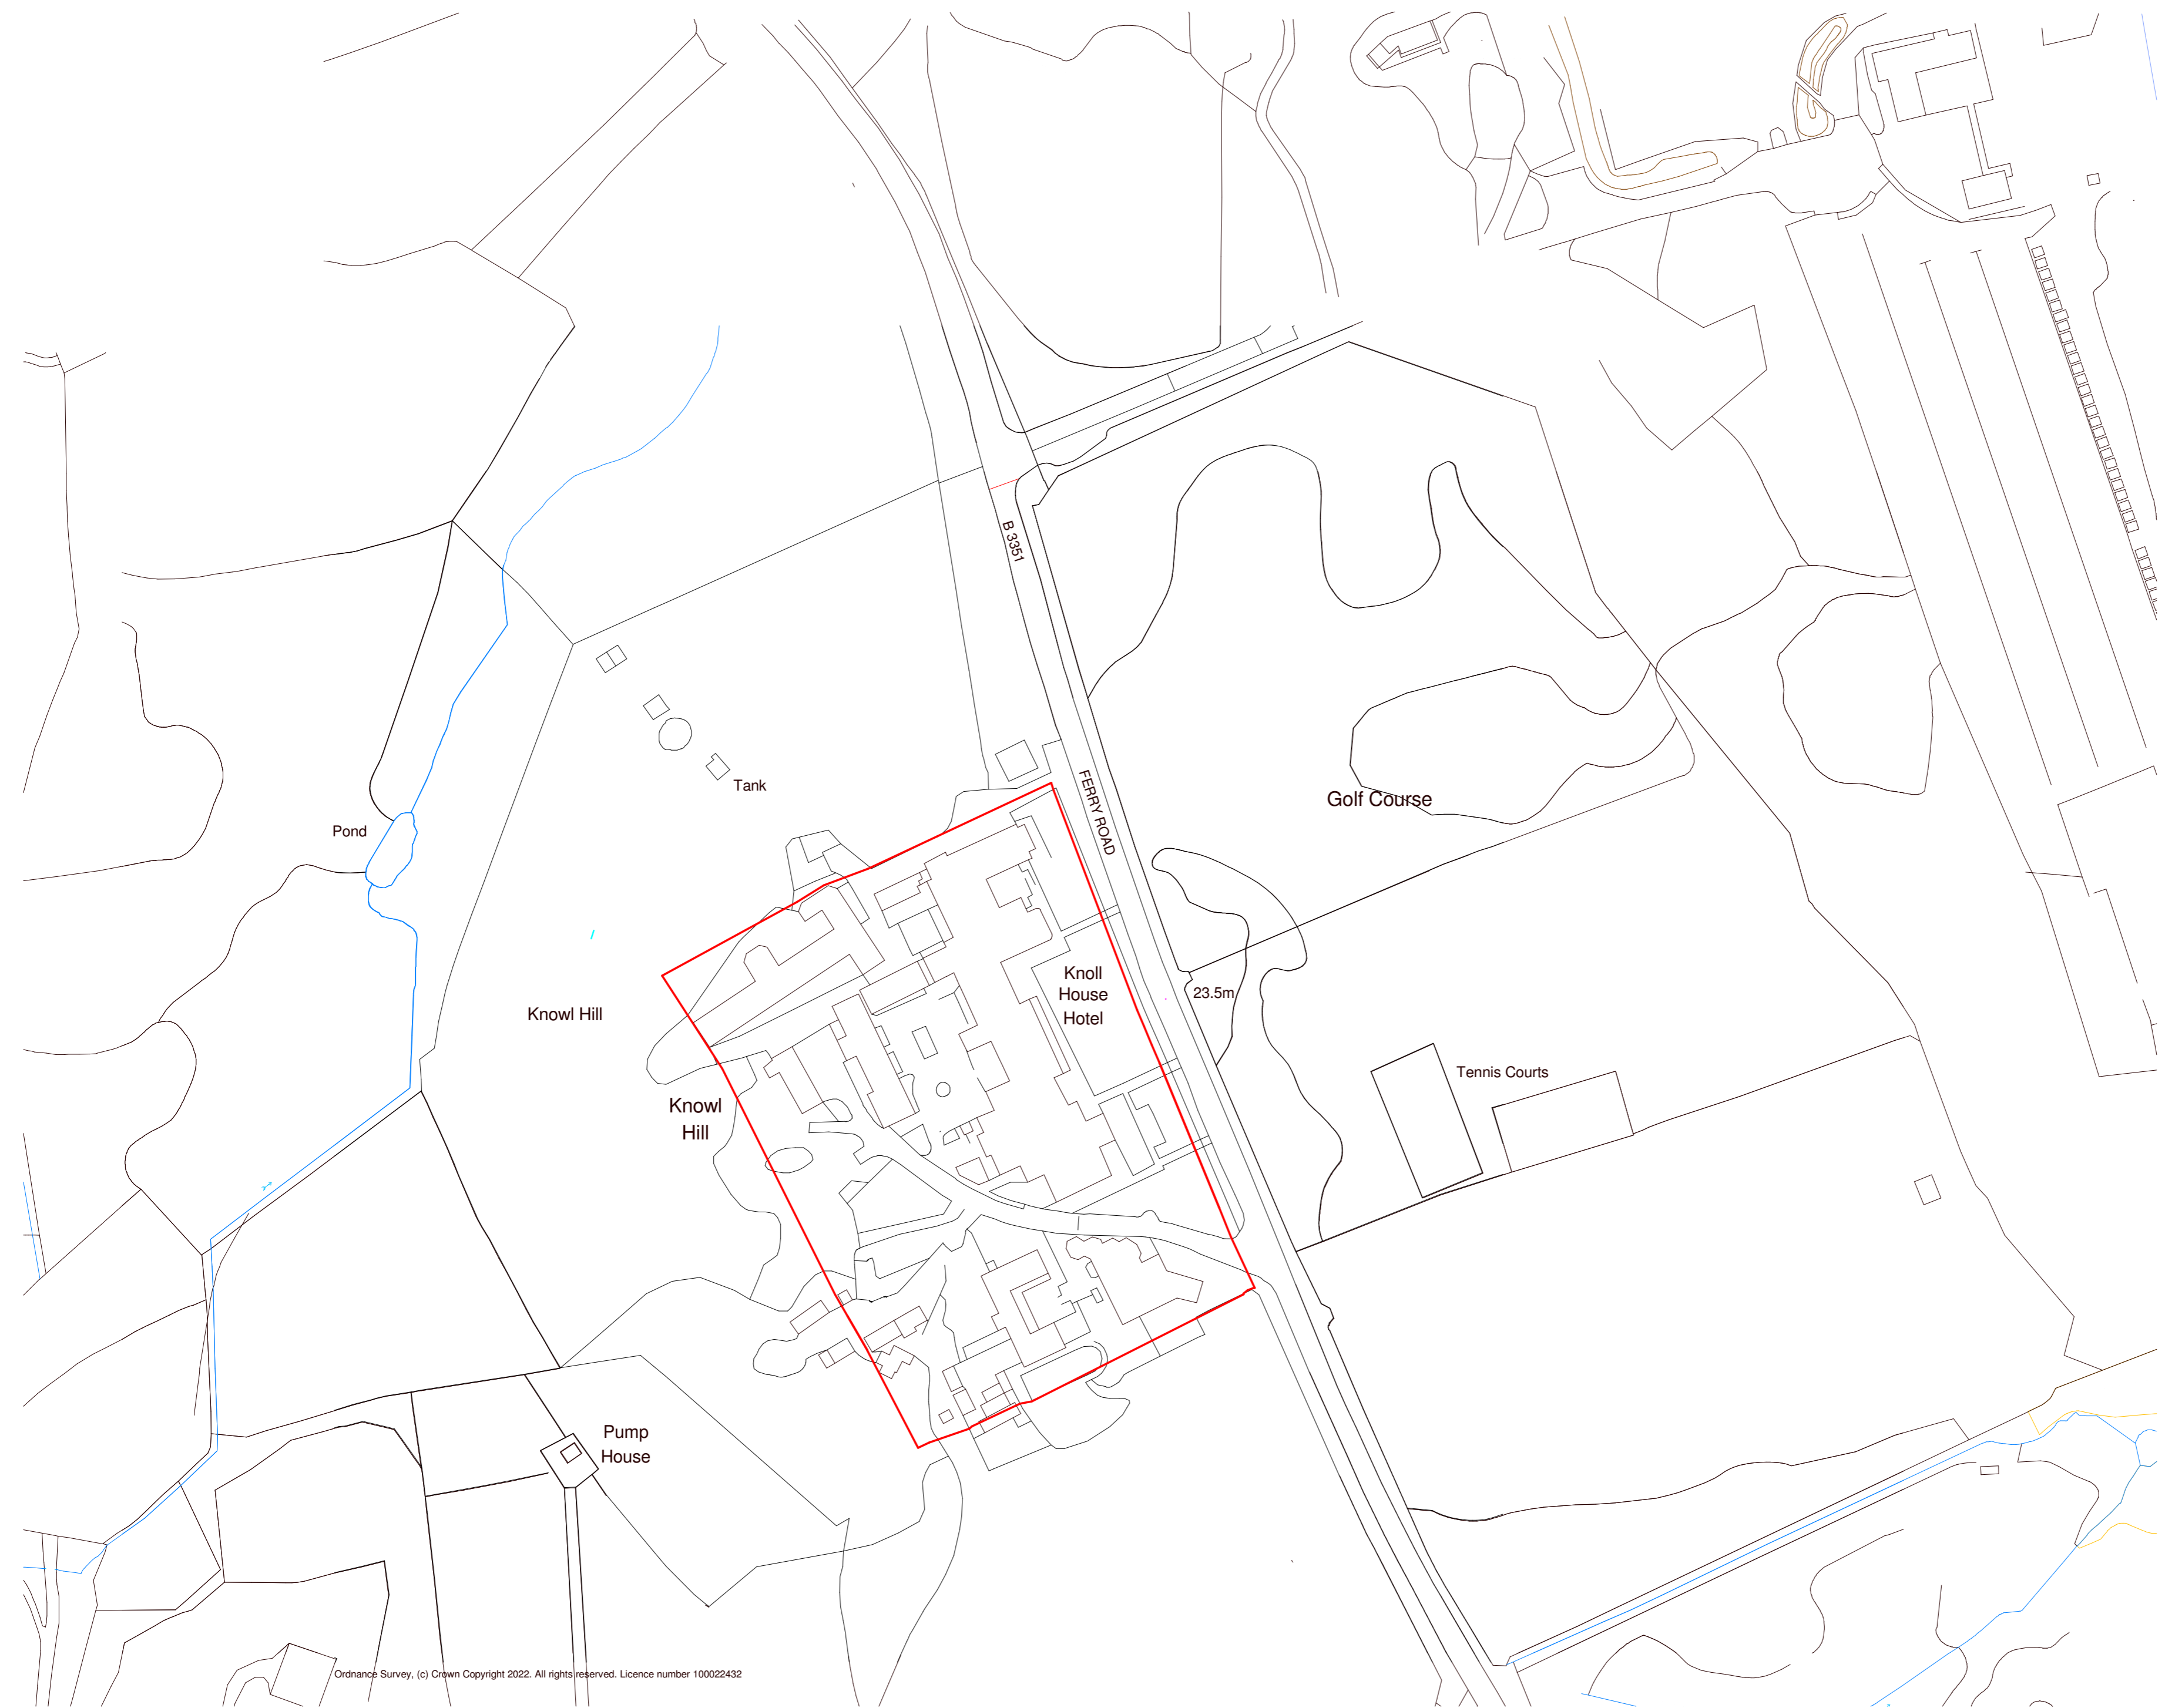 B 3351
FERRY ROAD
Tank
Golf Course
Pond
Knoll
House
Hotel
23.5m
Knowl Hill
Tennis Courts
Knowl
Hill
Pump
House
Ordnance Survey, (c) Crown Copyright 2022. All rights reserved. Licence number 100022432